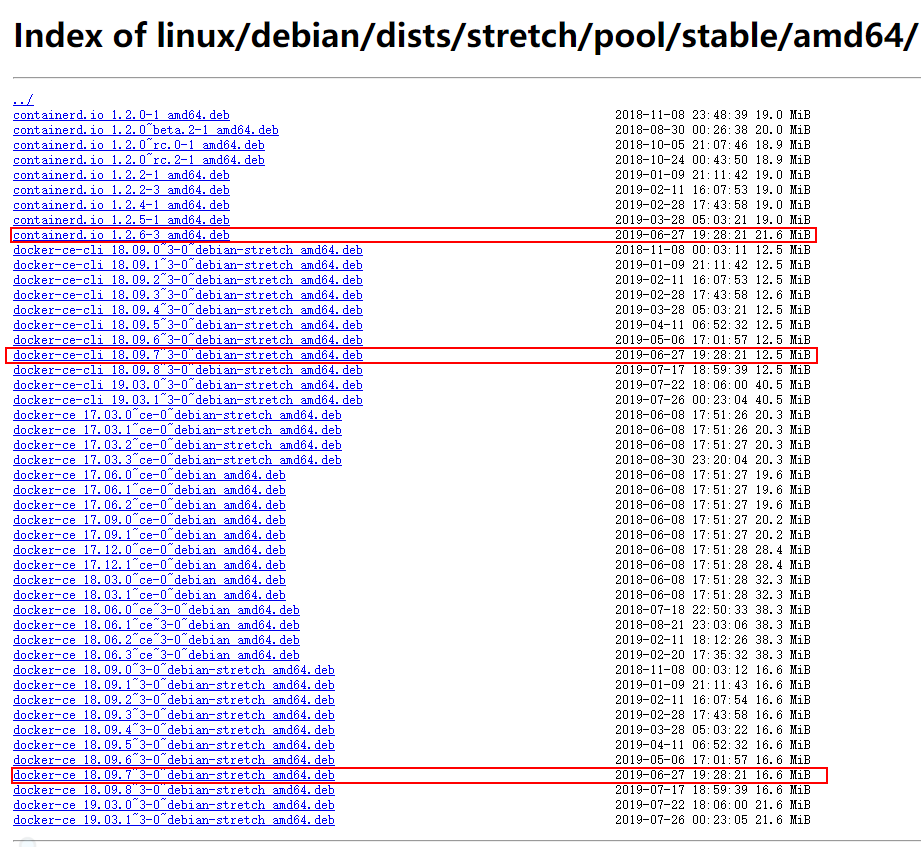 Index of linux/debian/dists/stretch/pool/stable/amd64/
../
containerd.io_1.2.0-1_amd64.deb 2018-11-08 23:48:39 19.0 MiB
containerd.io_1.2.0~beta.2-1_amd64.deb 2018-08-30 00:26:38 20.0 MiB
containerd.io_1.2.0~rc.0-1_amd64.deb 2018-10-05 21:07:46 18.9 MiB
containerd.io_1.2.0~rc.2-1_amd64.deb 2018-10-24 00:43:50 18.9 MiB
containerd.io_1.2.2-1_amd64.deb 2019-01-09 21:11:42 19.0 MiB
containerd.io_1.2.2-3_amd64.deb 2019-02-11 16:07:53 19.0 MiB
containerd.io_1.2.4-1_amd64.deb 2019-02-28 17:43:58 19.0 MiB
containerd.io_1.2.5-1_amd64.deb 2019-03-28 05:03:21 19.0 MiB
containerd.io_1.2.6-3_amd64.deb 2019-06-27 19:28:21 21.6 MiB
docker-ce-cli_18.09.0~3-0~debian-stretch_amd64.deb 2018-11-08 00:03:11 12.5 MiB
docker-ce-cli_18.09.1~3-0~debian-stretch_amd64.deb 2019-01-09 21:11:42 12.5 MiB
docker-ce-cli_18.09.2~3-0~debian-stretch_amd64.deb 2019-02-11 16:07:53 12.5 MiB
docker-ce-cli_18.09.3~3-0~debian-stretch_amd64.deb 2019-02-28 17:43:58 12.6 MiB
docker-ce-cli_18.09.4~3-0~debian-stretch_amd64.deb 2019-03-28 05:03:21 12.5 MiB
docker-ce-cli_18.09.5~3-0~debian-stretch_amd64.deb 2019-04-11 06:52:32 12.5 MiB
docker-ce-cli_18.09.6~3-0~debian-stretch_amd64.deb 2019-05-06 17:01:57 12.5 MiB
docker-ce-cli_18.09.7~3-0~debian-stretch_amd64.deb 2019-06-27 19:28:21 12.5 MiB
docker-ce-cli_18.09.8~3-0~debian-stretch_amd64.deb 2019-07-17 18:59:39 12.5 MiB
docker-ce-cli_19.03.0~3-0~debian-stretch_amd64.deb 2019-07-22 18:06:00 40.5 MiB
docker-ce-cli_19.03.1~3-0~debian-stretch_amd64.deb 2019-07-26 00:23:04 40.5 MiB
docker-ce_17.03.0~ce-0~debian-stretch_amd64.deb 2018-06-08 17:51:26 20.3 MiB
docker-ce_17.03.1~ce-0~debian-stretch_amd64.deb 2018-06-08 17:51:26 20.3 MiB
docker-ce_17.03.2~ce-0~debian-stretch_amd64.deb 2018-06-08 17:51:27 20.3 MiB
docker-ce_17.03.3~ce-0~debian-stretch_amd64.deb 2018-08-30 23:20:04 20.3 MiB
docker-ce_17.06.0~ce-0~debian_amd64.deb 2018-06-08 17:51:27 19.6 MiB
docker-ce_17.06.1~ce-0~debian_amd64.deb 2018-06-08 17:51:27 19.6 MiB
docker-ce_17.06.2~ce-0~debian_amd64.deb 2018-06-08 17:51:27 19.6 MiB
docker-ce_17.09.0~ce-0~debian_amd64.deb 2018-06-08 17:51:27 20.2 MiB
docker-ce_17.09.1~ce-0~debian_amd64.deb 2018-06-08 17:51:27 20.2 MiB
docker-ce_17.12.0~ce-0~debian_amd64.deb 2018-06-08 17:51:28 28.4 MiB
docker-ce_17.12.1~ce-0~debian_amd64.deb 2018-06-08 17:51:28 28.4 MiB
docker-ce_18.03.0~ce-0~debian_amd64.deb 2018-06-08 17:51:28 32.3 MiB
docker-ce_18.03.1~ce-0~debian_amd64.deb 2018-06-08 17:51:28 32.3 MiB
docker-ce_18.06.0~ce~3-0~debian_amd64.deb 2018-07-18 22:50:33 38.3 MiB
docker-ce_18.06.1~ce~3-0~debian_amd64.deb 2018-08-21 23:03:06 38.3 MiB
docker-ce_18.06.2~ce~3-0~debian_amd64.deb 2019-02-11 18:12:26 38.3 MiB
docker-ce_18.06.3~ce~3-0~debian_amd64.deb 2019-02-20 17:35:32 38.3 MiB
docker-ce_18.09.0~3-0~debian-stretch_amd64.deb 2018-11-08 00:03:12 16.6 MiB
docker-ce_18.09.1~3-0~debian-stretch_amd64.deb 2019-01-09 21:11:43 16.6 MiB
docker-ce_18.09.2~3-0~debian-stretch_amd64.deb 2019-02-11 16:07:54 16.6 MiB
docker-ce_18.09.3~3-0~debian-stretch_amd64.deb 2019-02-28 17:43:58 16.6 MiB
docker-ce_18.09.4~3-0~debian-stretch_amd64.deb 2019-03-28 05:03:22 16.6 MiB
docker-ce_18.09.5~3-0~debian-stretch_amd64.deb 2019-04-11 06:52:32 16.6 MiB
docker-ce_18.09.6~3-0~debian-stretch_amd64.deb 2019-05-06 17:01:57 16.6 MiB
docker-ce_18.09.7~3-0~debian-stretch_amd64.deb 2019-06-27 19:28:21 16.6 MiB
docker-ce_18.09.8~3-0~debian-stretch_amd64.deb 2019-07-17 18:59:39 16.6 MiB
docker-ce_19.03.0~3-0~debian-stretch_amd64.deb 2019-07-22 18:06:00 21.6 MiB
docker-ce_19.03.1~3-0~debian-stretch_amd64.deb 2019-07-26 00:23:05 21.6 MiB